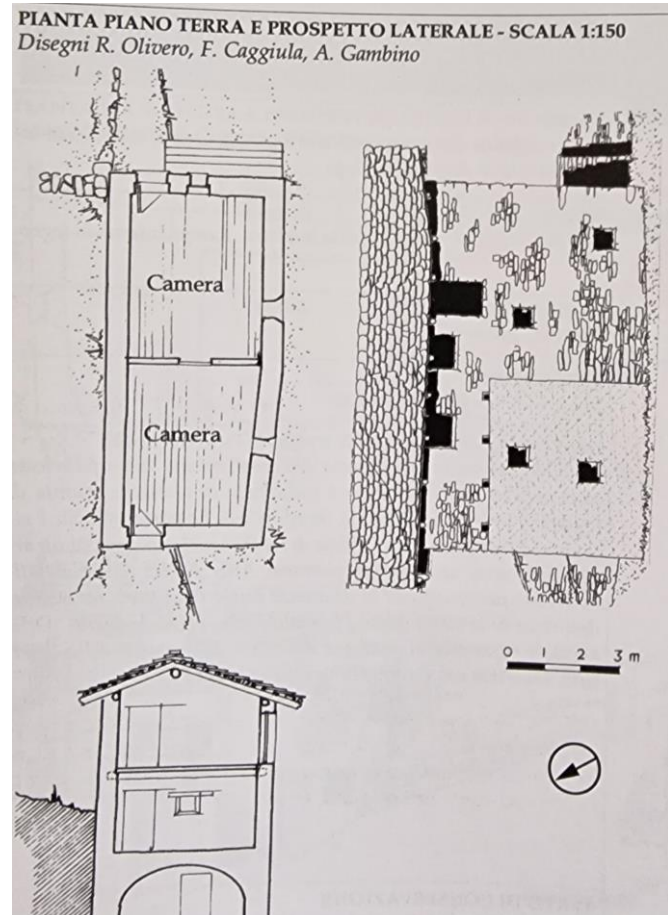 PIANTA PIANO TERRA E PROSPETTO LATERALE - SCALA 1:150
Disegni R. Olivero, F. Caggiula, A. Gambino
Camera
Camera
0 1 2 3 m